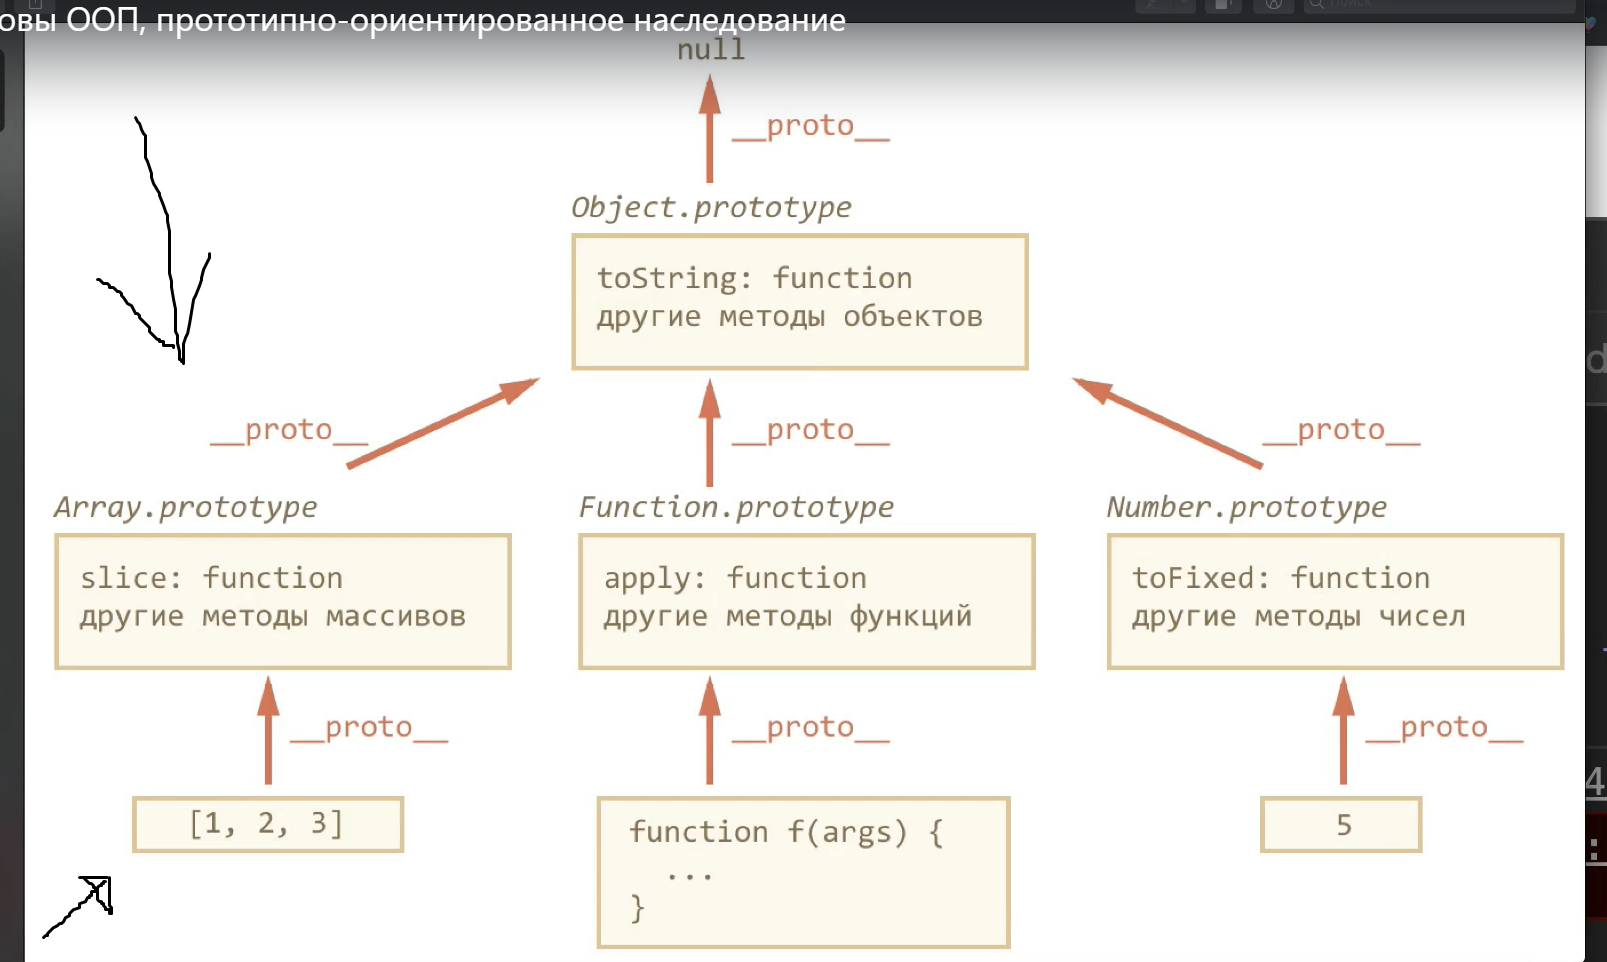 овы ООП, прототипно-ориентированное наследование
null
__proto__
Object.prototype
toString: function
другие методы объектов
__proto__
__proto__
__proto__
Array.prototype
Function.prototype
Number.prototype
slice: function
другие методы массивов
apply: function
другие методы функций
toFixed: function
другие методы чисел
__proto__
__proto__
__proto__
[1, 2, 3]
function f(args) {
...
}
5